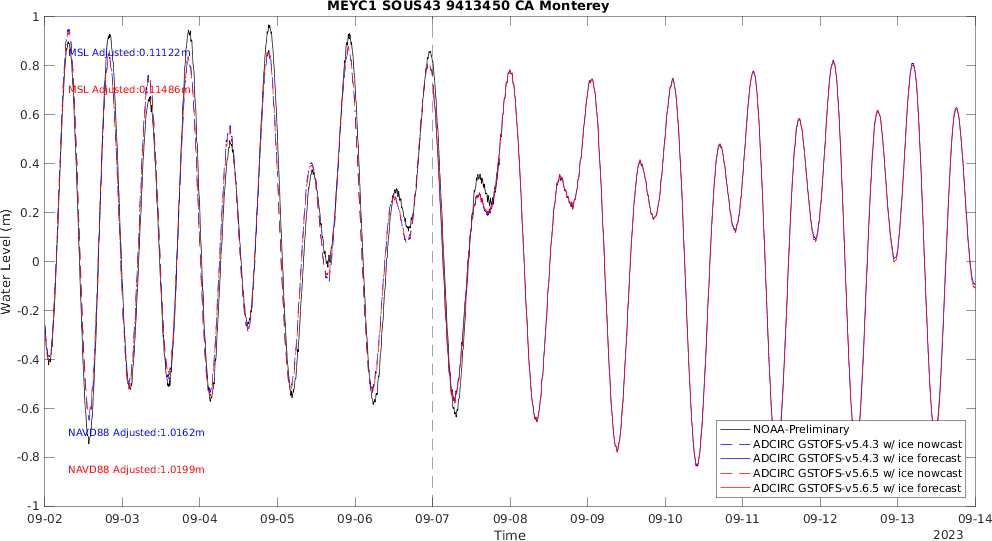 MEYC1 SOUS43 9413450 CA Monterey
1
0.8
0.6
0.4
0.2
0
-0.2
-0.4
-0.6
-0.8
-1
Water Level (m)
MSL Adjusted:0.11122m
MSL Adjusted:0.11486m
NAVD88 Adjusted:1.0162m
NAVD88 Adjusted:1.0199m
NOAA-Preliminary
ADCIRC GSTOFS-v5.4.3 w/ ice nowcast
ADCIRC GSTOFS-v5.4.3 w/ ice forecast
ADCIRC GSTOFS-v5.6.5 w/ ice nowcast
ADCIRC GSTOFS-v5.6.5 w/ ice forecast
09-02 09-03 09-04 09-05 09-06 09-07 09-08 09-09 09-10 09-11 09-12 09-13 09-14
Time
2023